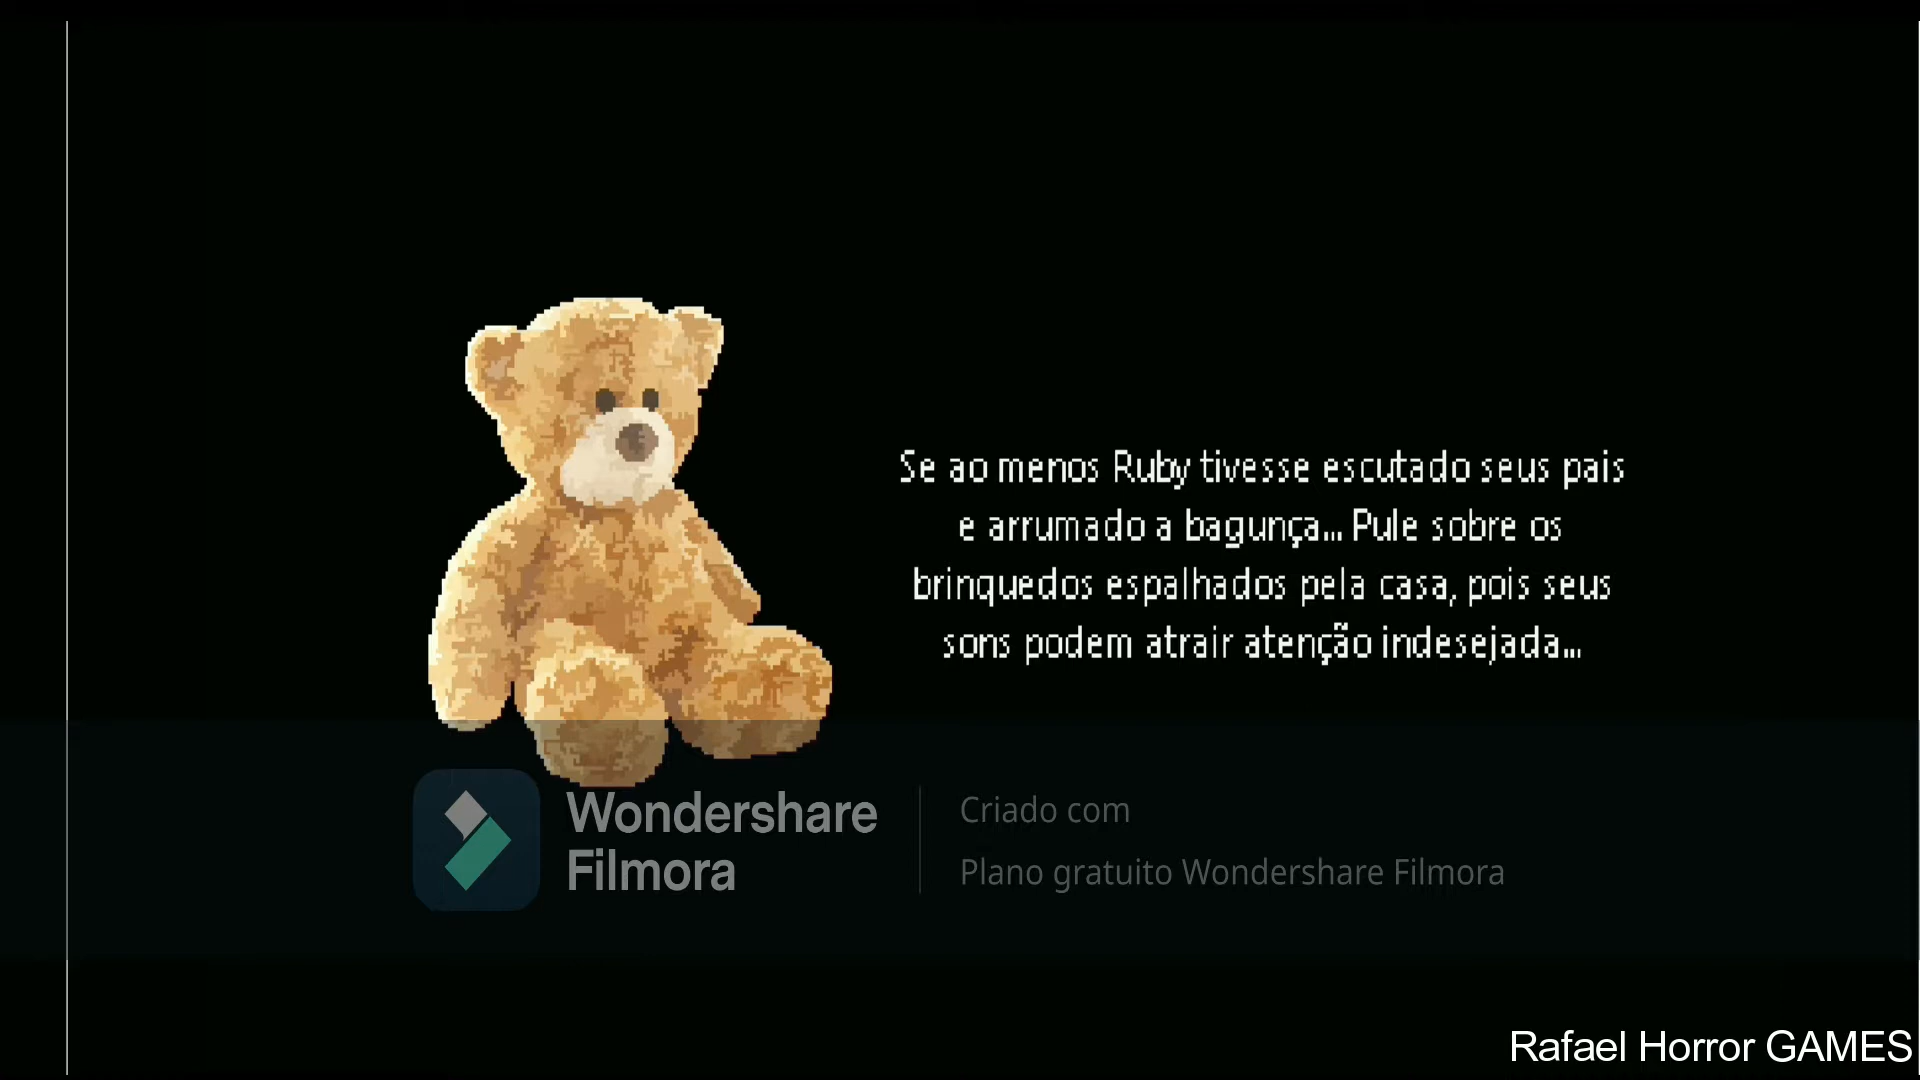 Se ao menos Ruby tivesse escutado seus pais
e arrumado a bagunça... Pule sobre os
brinquedos espalhados pela casa, pois seus
sons podem atrair atenção indesejada...
Wondershare
Filmora
Criado com
Plano gratuito Wondershare Filmora
Rafael Horror GAMES